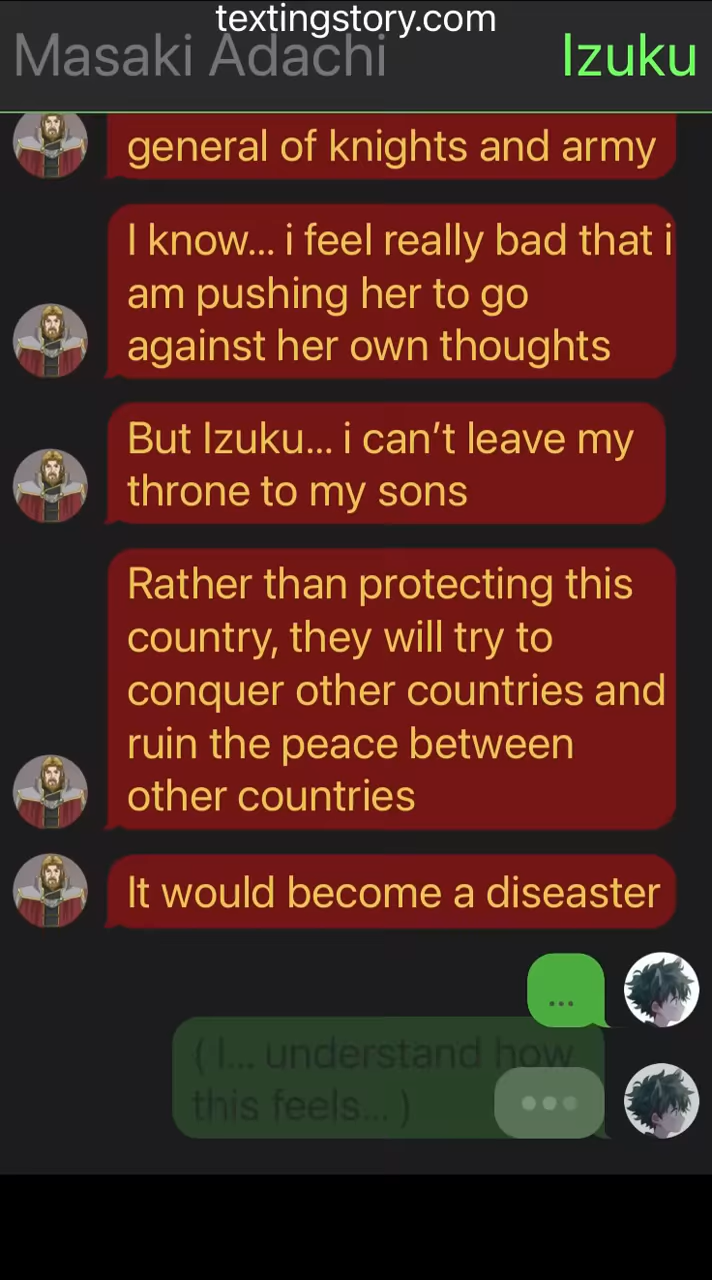 textingstory.com
Masaki Adachi
Izuku
general of knights and army
I know... i feel really bad that i
am pushing her to go
against her own thoughts
But Izuku... i can’t leave my
throne to my sons
Rather than protecting this
country, they will try to
conquer other countries and
ruin the peace between
other countries
It would become a diseaster
...
( I... understand how
this feels... )